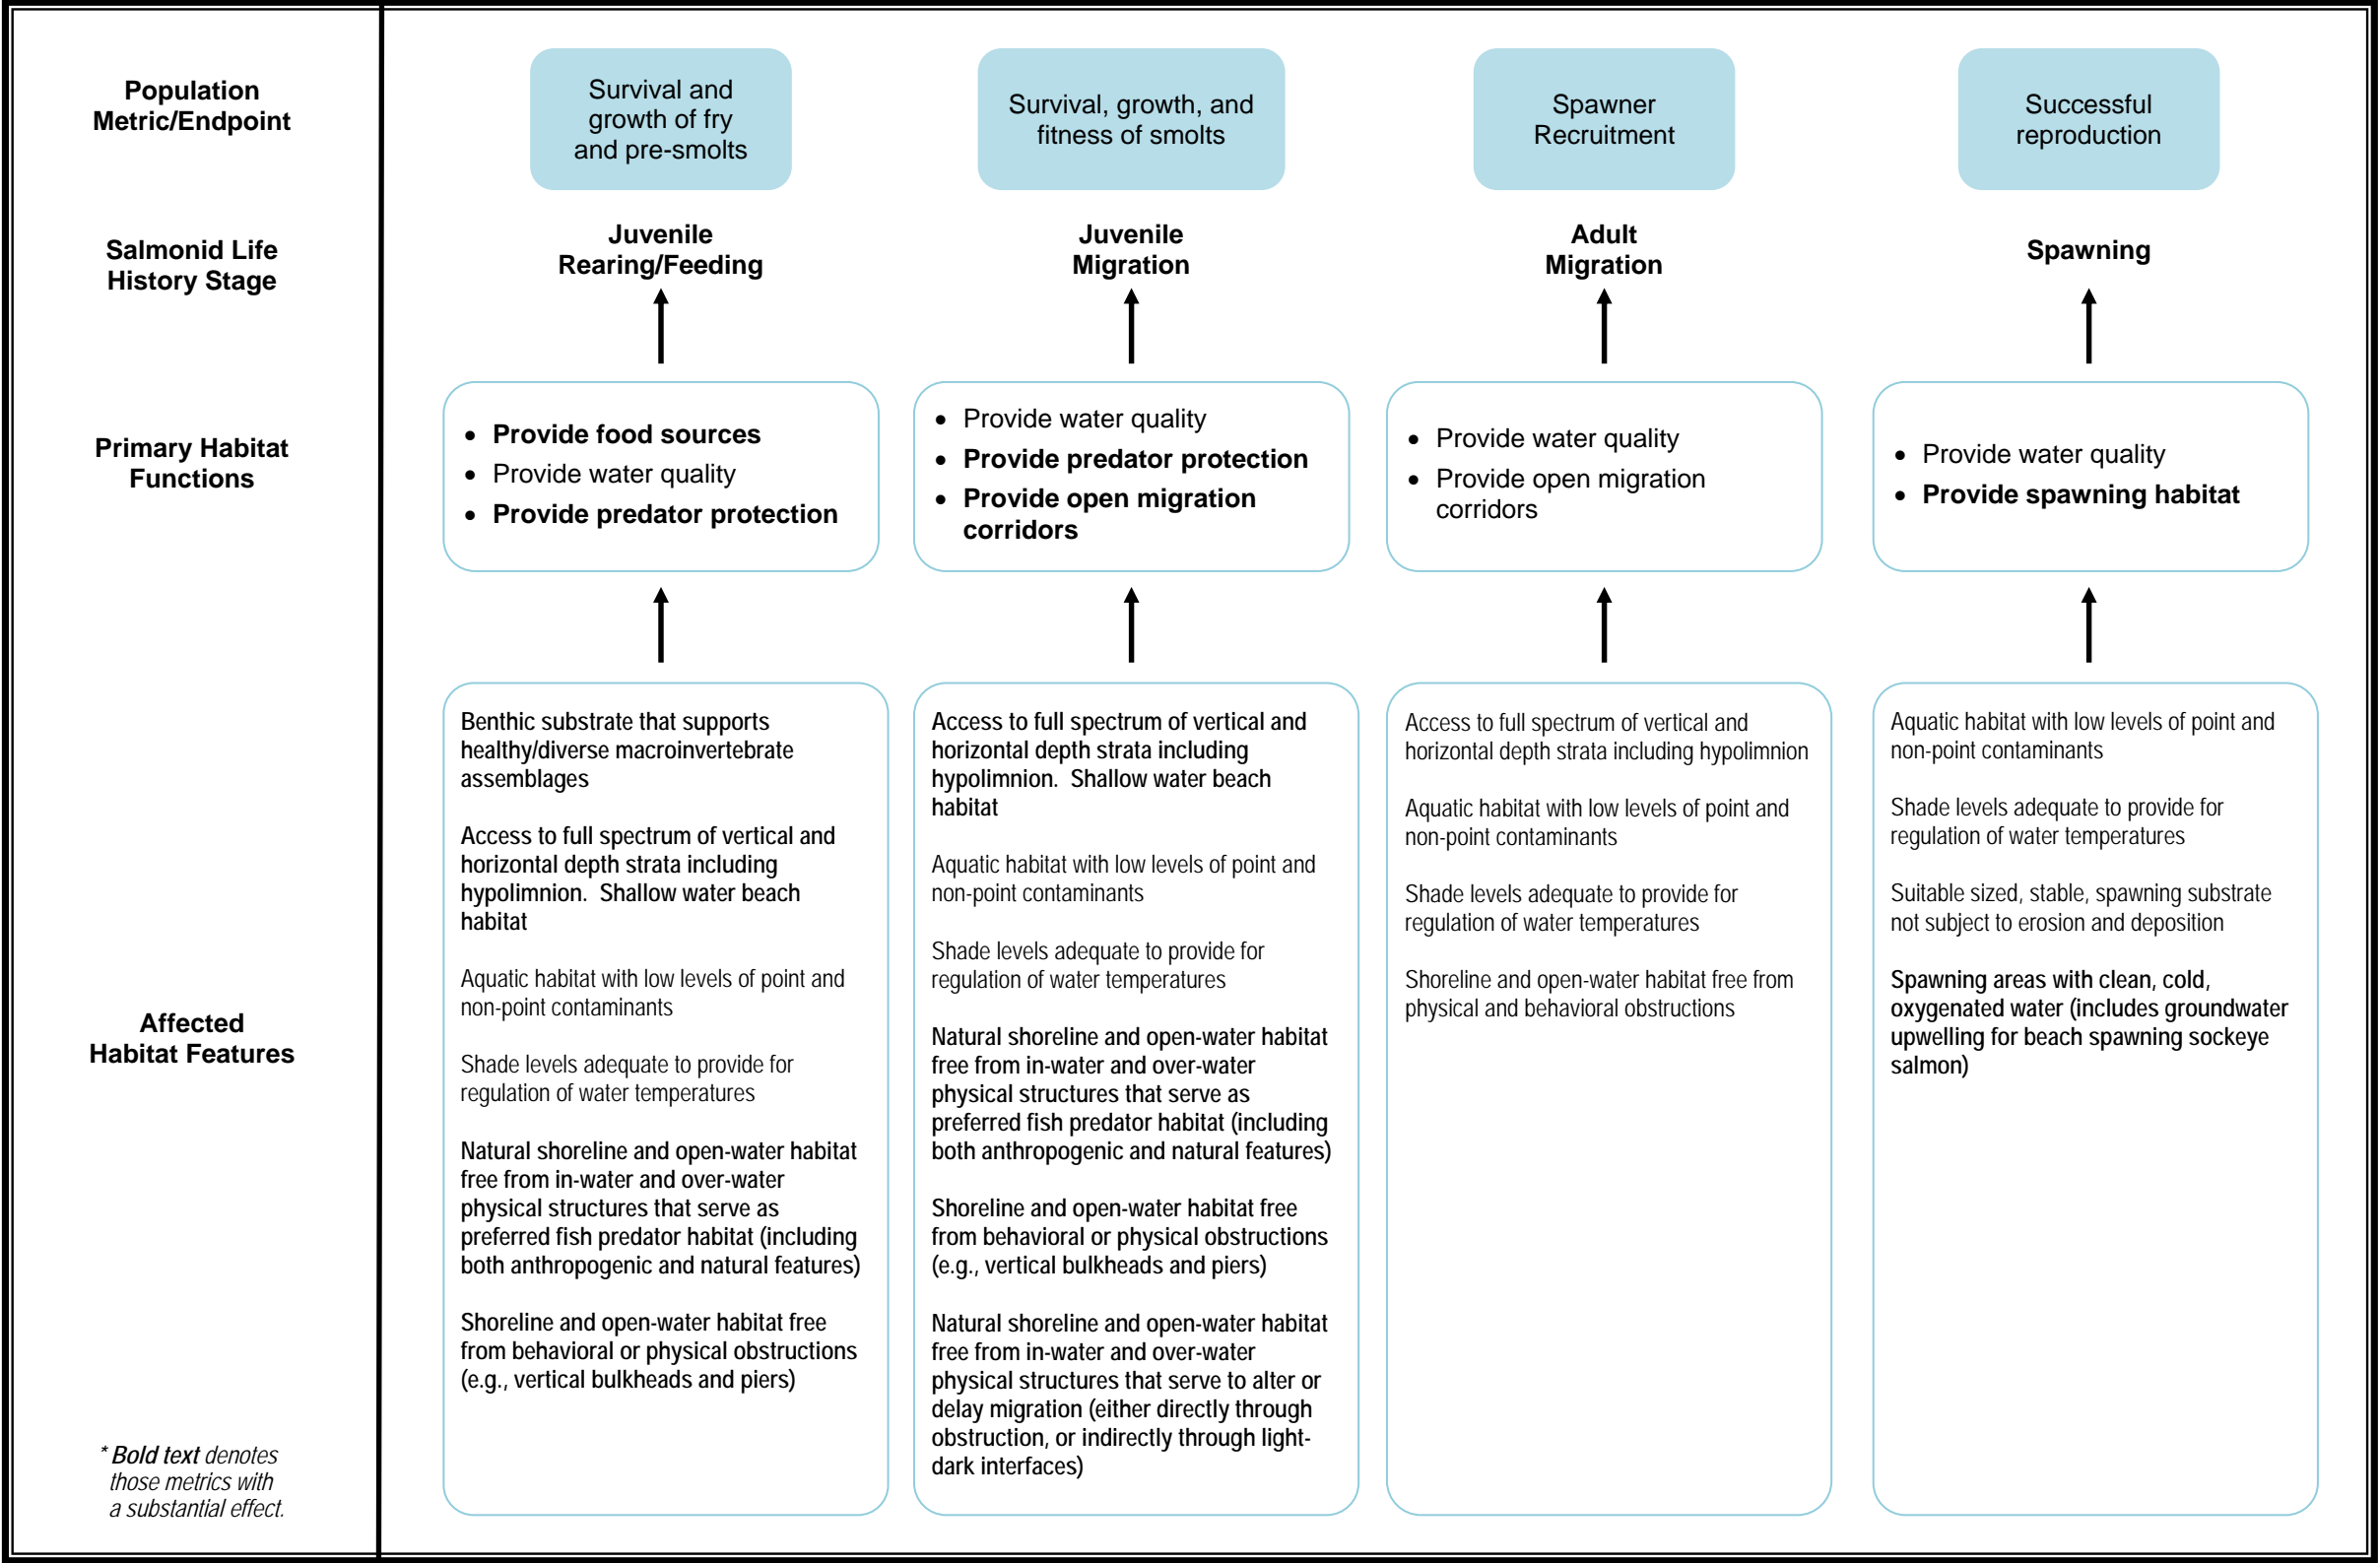 Population
Metric/Endpoint
Survival and
growth of fry
and pre-smolts
Survival, growth, and
fitness of smolts
Spawner
Recruitment
Successful
reproduction
Salmonid Life
History Stage
Juvenile
Rearing/Feeding
Juvenile
Migration
Adult
Migration
Spawning
Primary Habitat
Functions
• Provide food sources
• Provide water quality
• Provide predator protection
• Provide water quality
• Provide predator protection
• Provide open migration
corridors
• Provide water quality
• Provide open migration
corridors
• Provide water quality
• Provide spawning habitat
Affected
Habitat Features
Benthic substrate that supports
healthy/diverse macroinvertebrate
assemblages
Access to full spectrum of vertical and
horizontal depth strata including
hypolimnion.  Shallow water beach
habitat
Aquatic habitat with low levels of point and
non-point contaminants
Shade levels adequate to provide for
regulation of water temperatures
Natural shoreline and open-water habitat
free from in-water and over-water
physical structures that serve as
preferred fish predator habitat (including
both anthropogenic and natural features)
Shoreline and open-water habitat free
from behavioral or physical obstructions
(e.g., vertical bulkheads and piers)
Access to full spectrum of vertical and
horizontal depth strata including
hypolimnion.  Shallow water beach
habitat
Aquatic habitat with low levels of point and
non-point contaminants
Shade levels adequate to provide for
regulation of water temperatures
Natural shoreline and open-water habitat
free from in-water and over-water
physical structures that serve as
preferred fish predator habitat (including
both anthropogenic and natural features)
Shoreline and open-water habitat free
from behavioral or physical obstructions
(e.g., vertical bulkheads and piers)
Natural shoreline and open-water habitat
free from in-water and over-water
physical structures that serve to alter or
delay migration (either directly through
obstruction, or indirectly through light-
dark interfaces)
Access to full spectrum of vertical and
horizontal depth strata including hypolimnion
Aquatic habitat with low levels of point and
non-point contaminants
Shade levels adequate to provide for
regulation of water temperatures
Shoreline and open-water habitat free from
physical and behavioral obstructions
Aquatic habitat with low levels of point and
non-point contaminants
Shade levels adequate to provide for
regulation of water temperatures
Suitable sized, stable, spawning substrate
not subject to erosion and deposition
Spawning areas with clean, cold,
oxygenated water (includes groundwater
upwelling for beach spawning sockeye
salmon)
* Bold text denotes
those metrics with
a substantial effect.